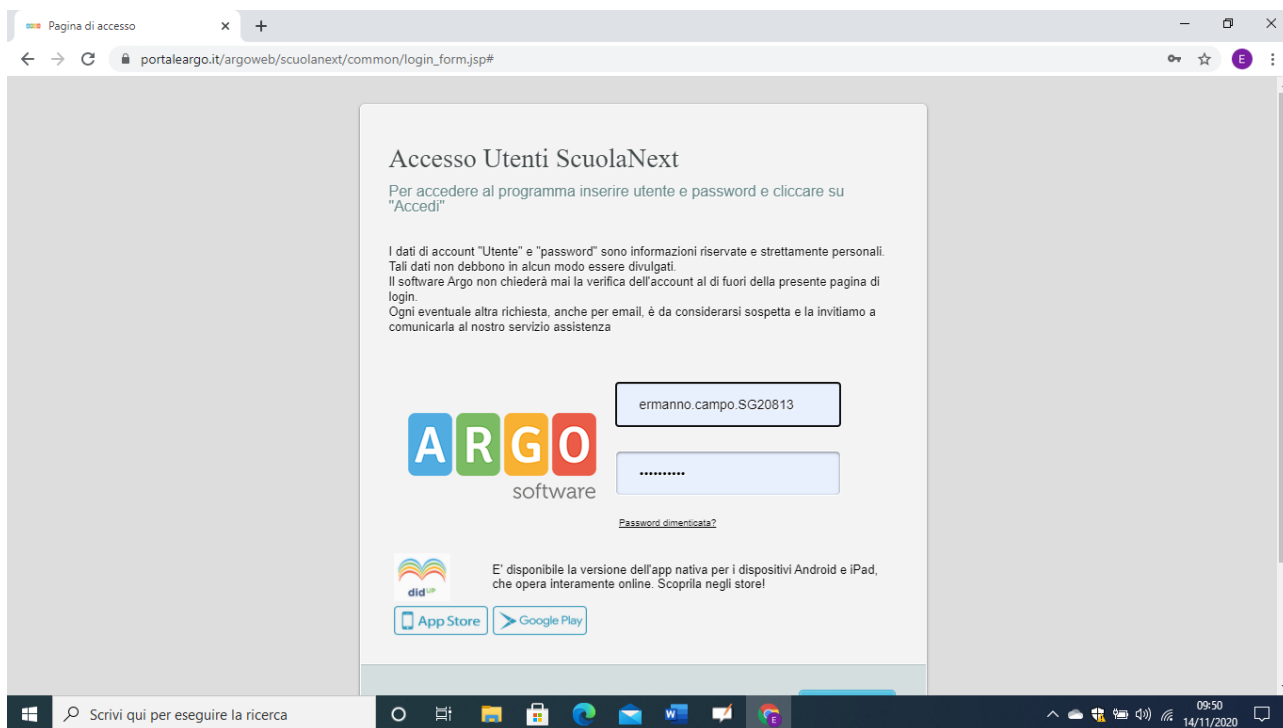 Pagina di accesso
portaleargo.it/argoweb/scuolanext/common/login_form.jsp#
E
Accesso Utenti ScuolaNext
Per accedere al programma inserire utente e password e cliccare su
"Accedi"
I dati di account "Utente" e "password" sono informazioni riservate e strettamente personali.
Tali dati non debbono in alcun modo essere divulgati.
Il software Argo non chiederà mai la verifica dell'account al di fuori della presente pagina di
login.
Ogni eventuale altra richiesta, anche per email, è da considerarsi sospetta e la invitiamo a
comunicarla al nostro servizio assistenza
ermanno.campo.SG20813
ARGO
software
••••••••••
Password dimenticata?
E' disponibile la versione dell'app nativa per i dispositivi Android e iPad,
che opera interamente online. Scoprila negli store!
did UP
App Store
Google Play
Scrivi qui per eseguire la ricerca
W
E
09:50
14/11/2020